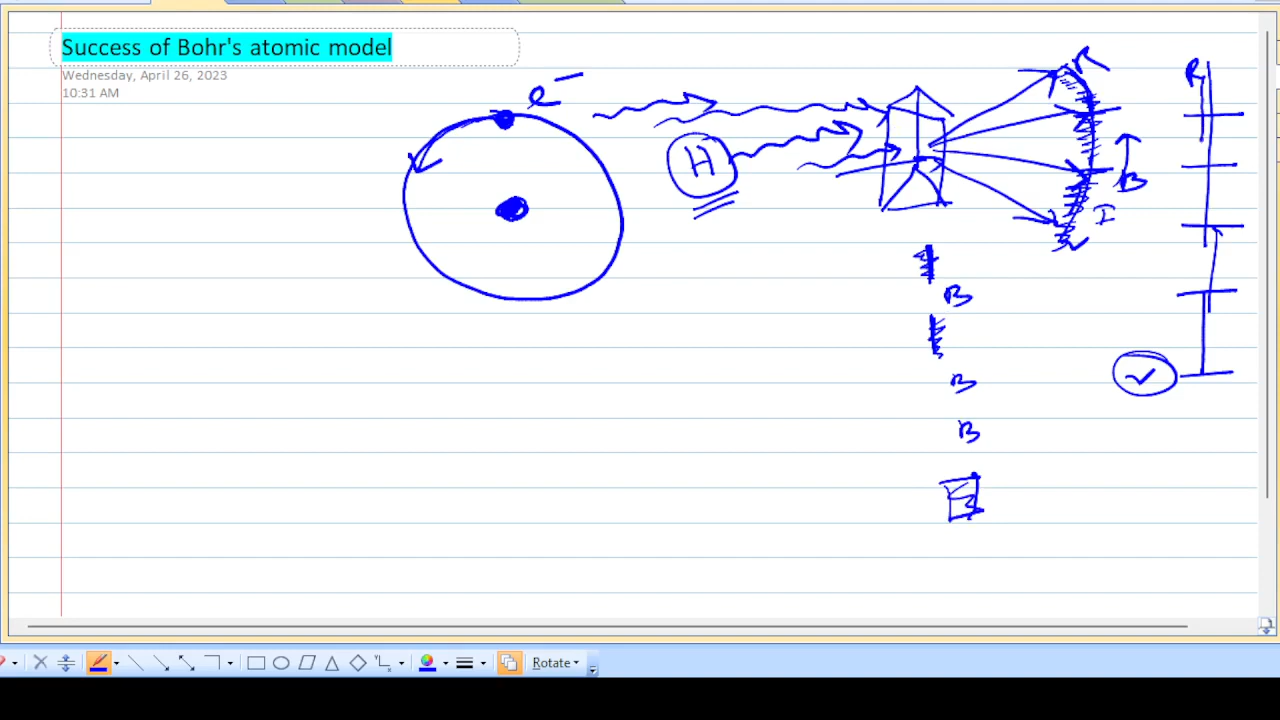 Success of Bohr's atomic model
Wednesday, April 26, 2023
10:31 AM
e⁻
H
R
B
I
R
B
B
B
Rotate